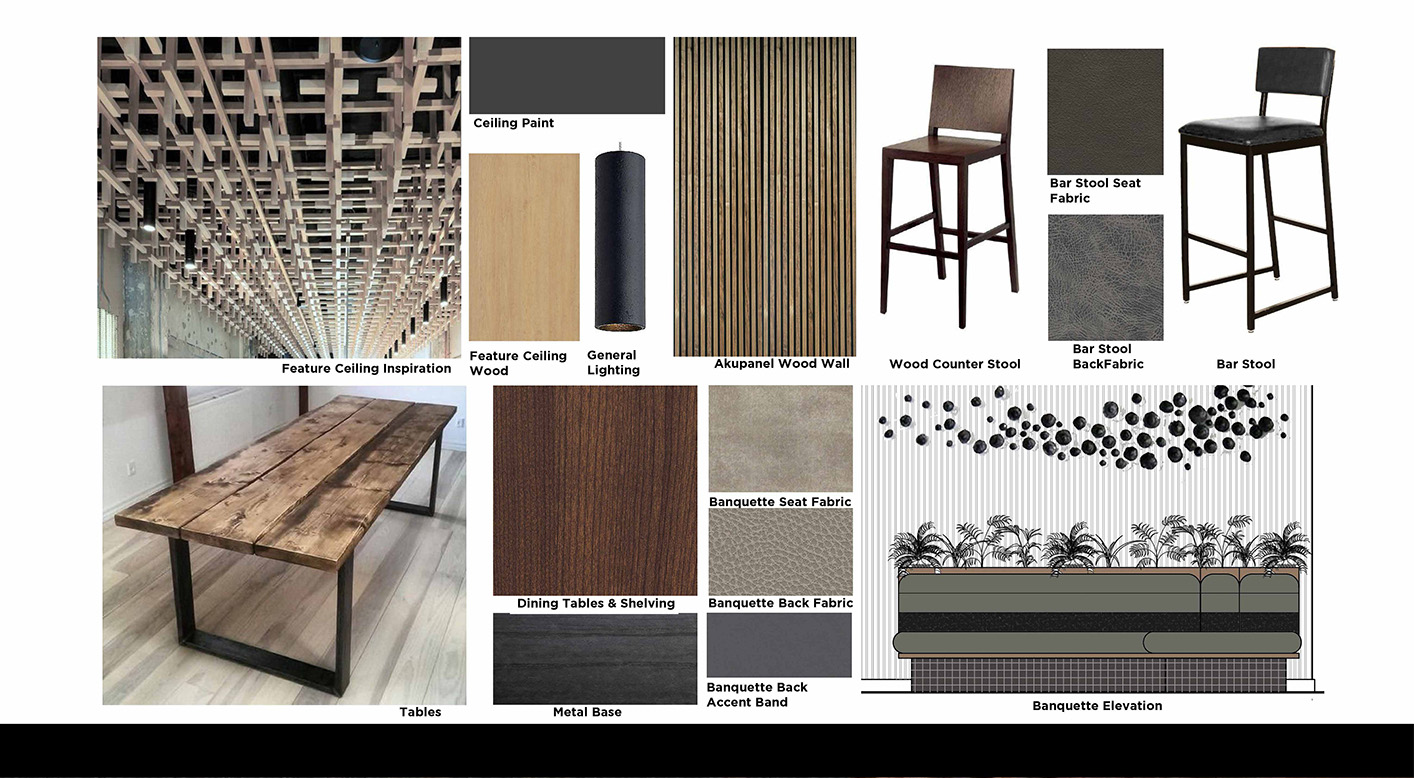 Ceiling Paint
Bar Stool Seat
Fabric
Feature Ceiling
Wood
General
Lighting
Feature Ceiling Inspiration
Akupanel Wood Wall
Wood Counter Stool
Bar Stool
BackFabric
Bar Stool
Banquette Seat Fabric
Dining Tables & Shelving
Banquette Back Fabric
Banquette Back
Accent Band
Tables
Metal Base
Banquette Elevation